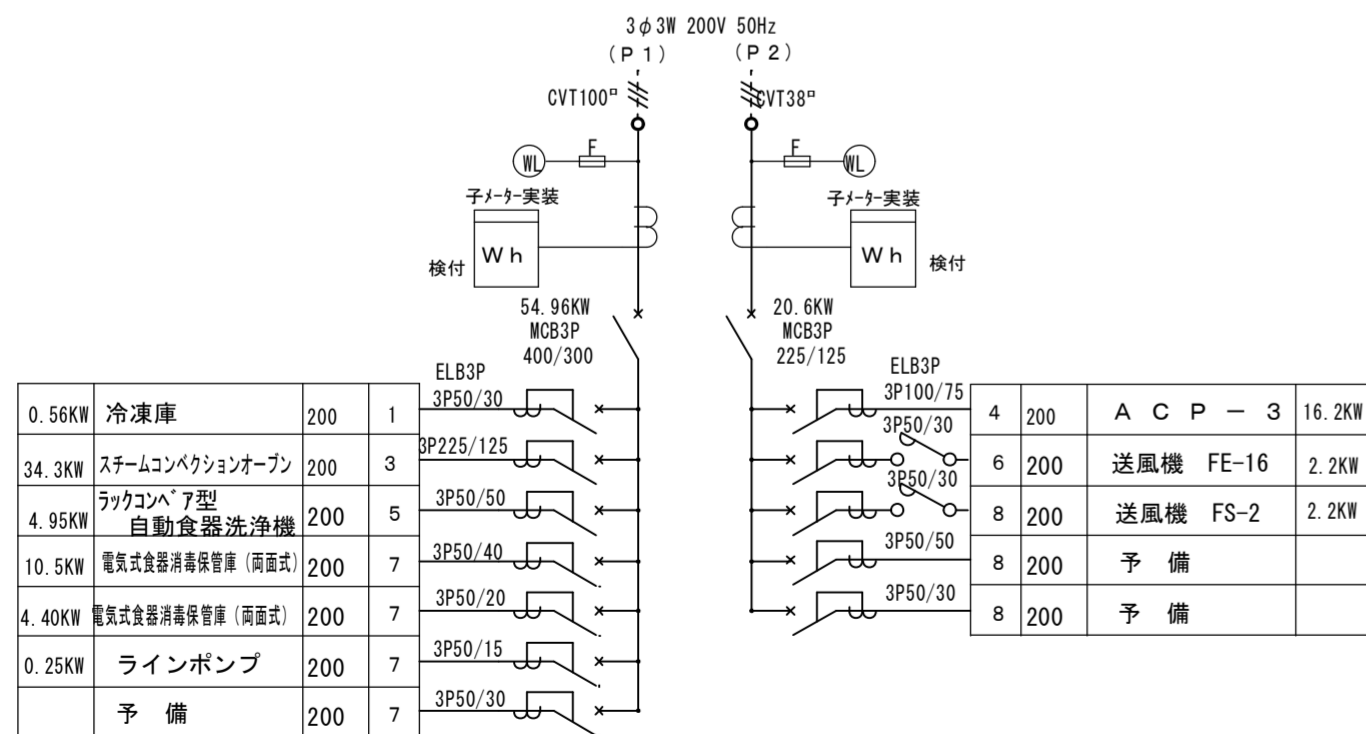 3φ3W 200V 50Hz
(P1) (P2)
CVT100□ CVT38□
F F
WL WL
子メーター実装 子メーター実装
Wh Wh
検付 検付
54.96KW 20.6KW
MCB3P MCB3P
400/300 225/125
ELB3P ELB3P
0.56KW 冷凍庫 200 1 3P50/30
34.3KW スチームコンベクションオーブン 200 3 3P225/125
4.95KW ラックコンベア型
自動食器洗浄機 200 5 3P50/50
10.5KW 電気式食器消毒保管庫（両面式） 200 7 3P50/40
4.40KW 電気式食器消毒保管庫（両面式） 200 7 3P50/20
0.25KW ラインポンプ 200 7 3P50/15
予備 200 7 3P50/30
3P100/75 4 200 ACP－3 16.2KW
3P50/30 6 200 送風機 FE-16 2.2KW
3P50/30 8 200 送風機 FS-2 2.2KW
3P50/50 8 200 予備
3P50/30 8 200 予備